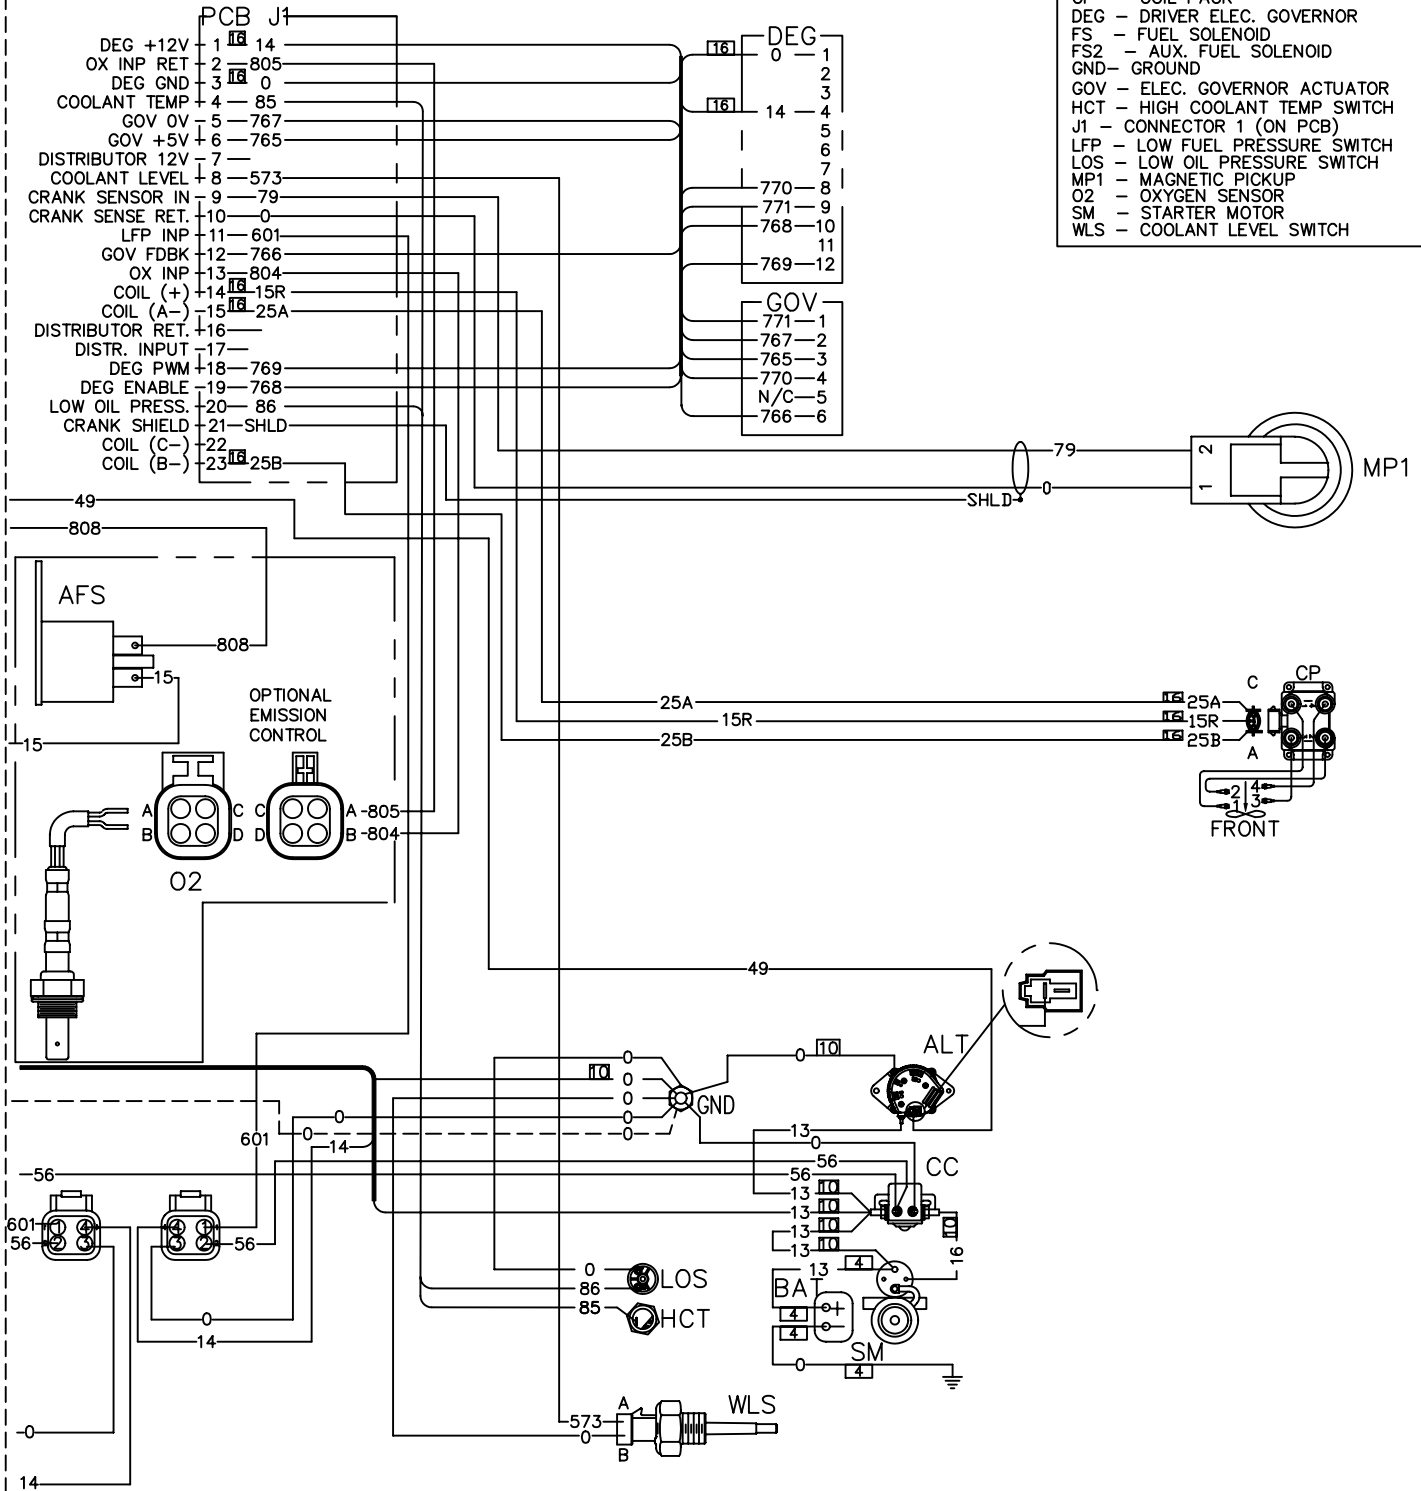 PCB J1
DEG +12V 1 16 14
OX INP RET 2 805
DEG GND 3 16 0
COOLANT TEMP 4 85
GOV 0V 5 767
GOV +5V 6 765
DISTRIBUTOR 12V 7
COOLANT LEVEL 8 573
CRANK SENSOR IN 9 79
CRANK SENSE RET. 10 0
LFP INP 11 601
GOV FDBK 12 766
OX INP 13 804
COIL (+) 14 16 15R
COIL (A-) 15 16 25A
DISTRIBUTOR RET. 16
DISTR. INPUT 17
DEG PWM 18 769
DEG ENABLE 19 768
LOW OIL PRESS. 20 86
CRANK SHIELD 21 SHLD
COIL (C-) 22
COIL (B-) 23 16 25B
DEG
16 0 1
2
3
16 14 4
5
6
7
770 8
771 9
768 10
11
769 12
GOV
771 1
767 2
765 3
770 4
N/C 5
766 6
DEG – DRIVER ELEC. GOVERNOR
FS – FUEL SOLENOID
FS2 – AUX. FUEL SOLENOID
GND– GROUND
GOV – ELEC. GOVERNOR ACTUATOR
HCT – HIGH COOLANT TEMP SWITCH
J1 – CONNECTOR 1 (ON PCB)
LFP – LOW FUEL PRESSURE SWITCH
LOS – LOW OIL PRESSURE SWITCH
MP1 – MAGNETIC PICKUP
O2 – OXYGEN SENSOR
SM – STARTER MOTOR
WLS – COOLANT LEVEL SWITCH
79 2
MP1
0 1
SHLD
49
808
AFS
808
15
15
OPTIONAL
EMISSION
CONTROL
A C C A 805
B D D B 804
O2
C CP
25A 16 25A
15R 16 15R
25B 16 25B
A
2 4
1 3
FRONT
49
ALT
0 0 10
10 0
0
GND
0 0
0 0
601 14
13
0
56
56 56
CC
13 10
13 10
13 10
13 10
10
16
601 1 4 4 1
56 2 3 3 2 56
0
14
0 LOS
86
85 HCT
13 4
BAT
4 +
4 –
SM
0 4
WLS
A
573
0
B
0
14